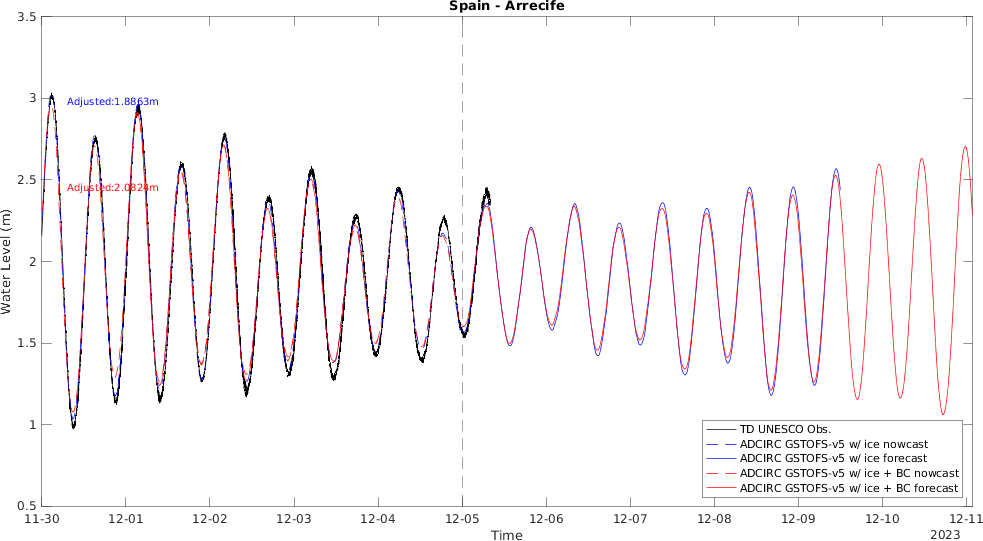 Spain - Arrecife
3.5
3
2.5
2
1.5
1
0.5
Water Level (m)
Adjusted:1.8863m
Adjusted:2.0824m
TD UNESCO Obs.
ADCIRC GSTOFS-v5 w/ ice nowcast
ADCIRC GSTOFS-v5 w/ ice forecast
ADCIRC GSTOFS-v5 w/ ice + BC nowcast
ADCIRC GSTOFS-v5 w/ ice + BC forecast
11-30 12-01 12-02 12-03 12-04 12-05 12-06 12-07 12-08 12-09 12-10 12-11
Time
2023